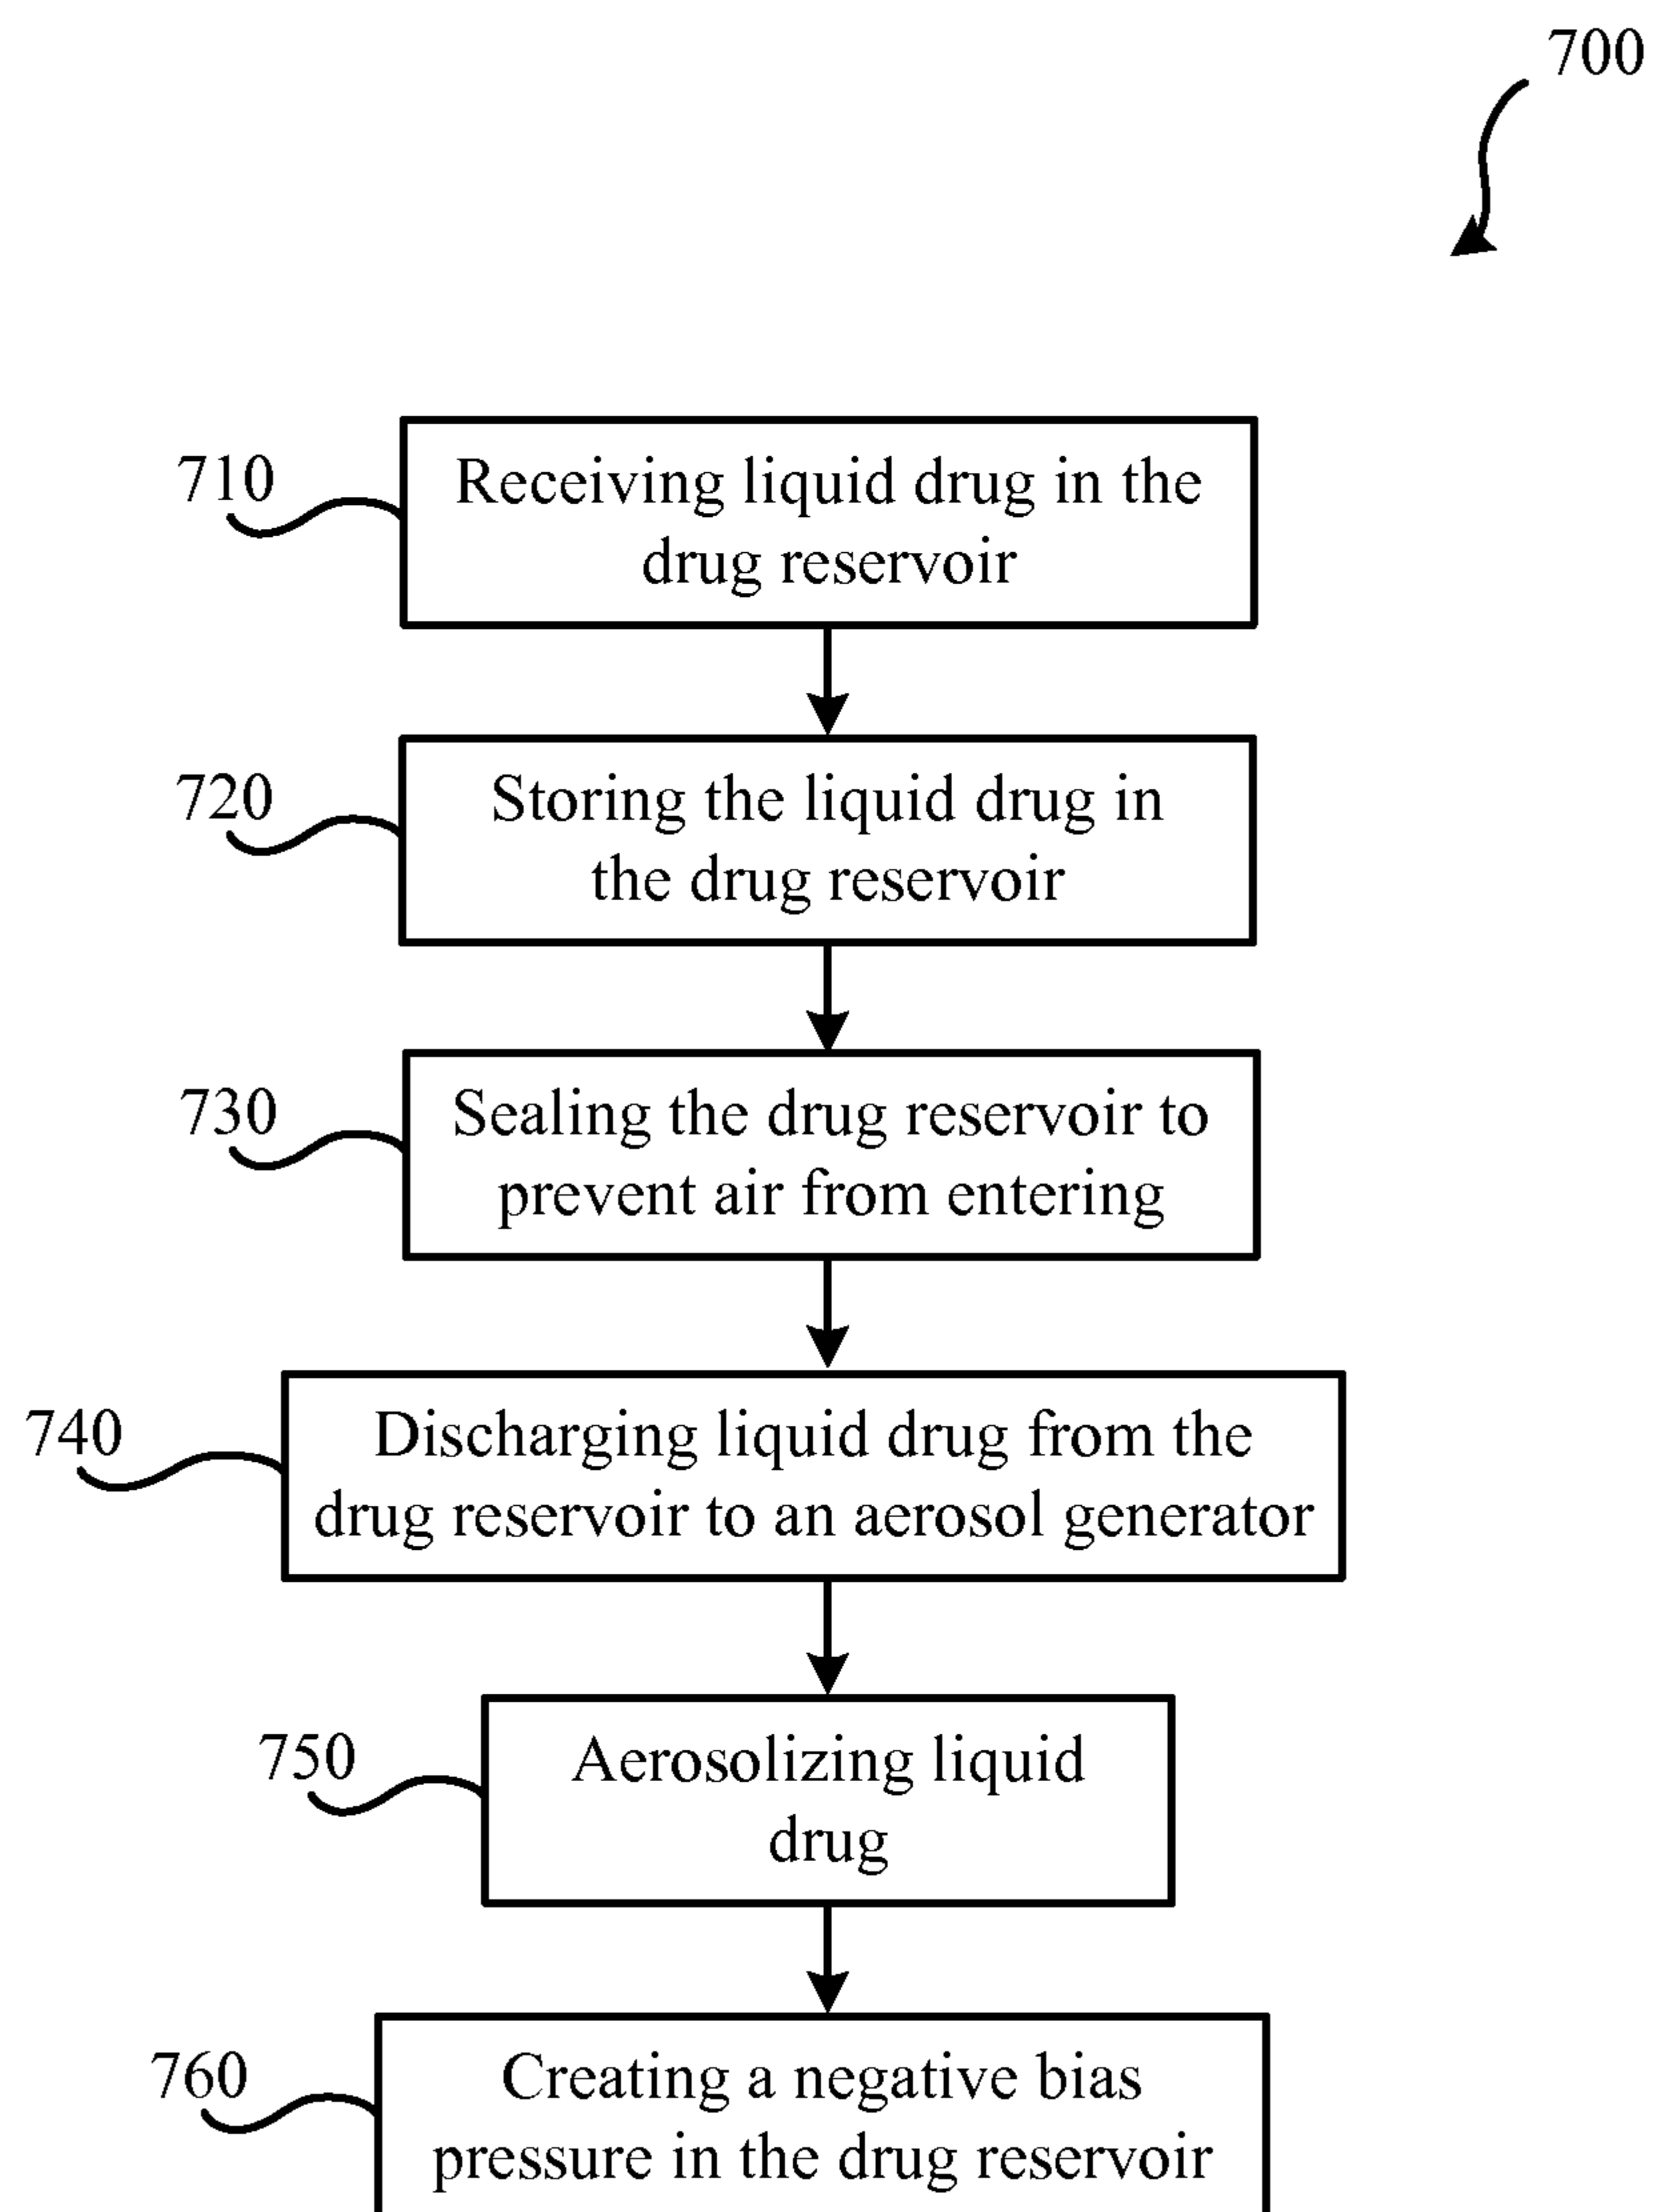 700
710
Receiving liquid drug in the
drug reservoir
720
Storing the liquid drug in
the drug reservoir
730
Sealing the drug reservoir to
prevent air from entering
740
Discharging liquid drug from the
drug reservoir to an aerosol generator
750
Aerosolizing liquid
drug
760
Creating a negative bias
pressure in the drug reservoir